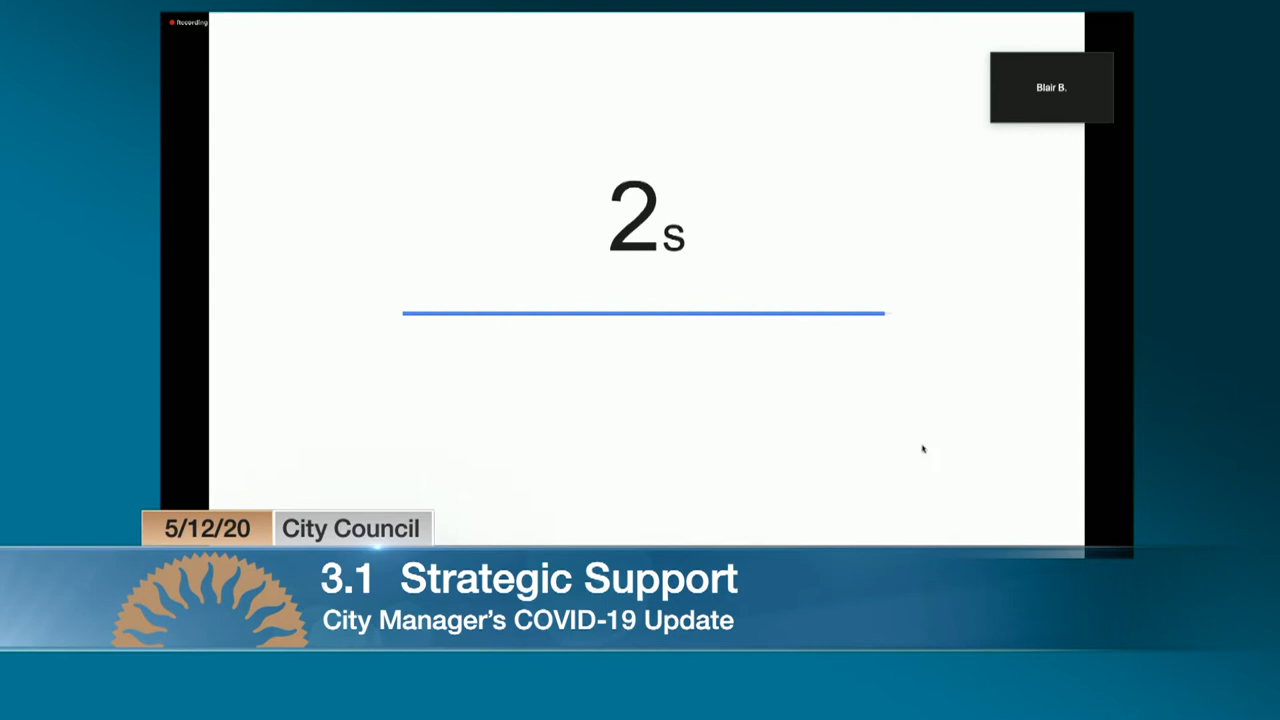 Recording
Blair B.
2s
5/12/20 City Council
3.1 Strategic Support
City Manager's COVID-19 Update